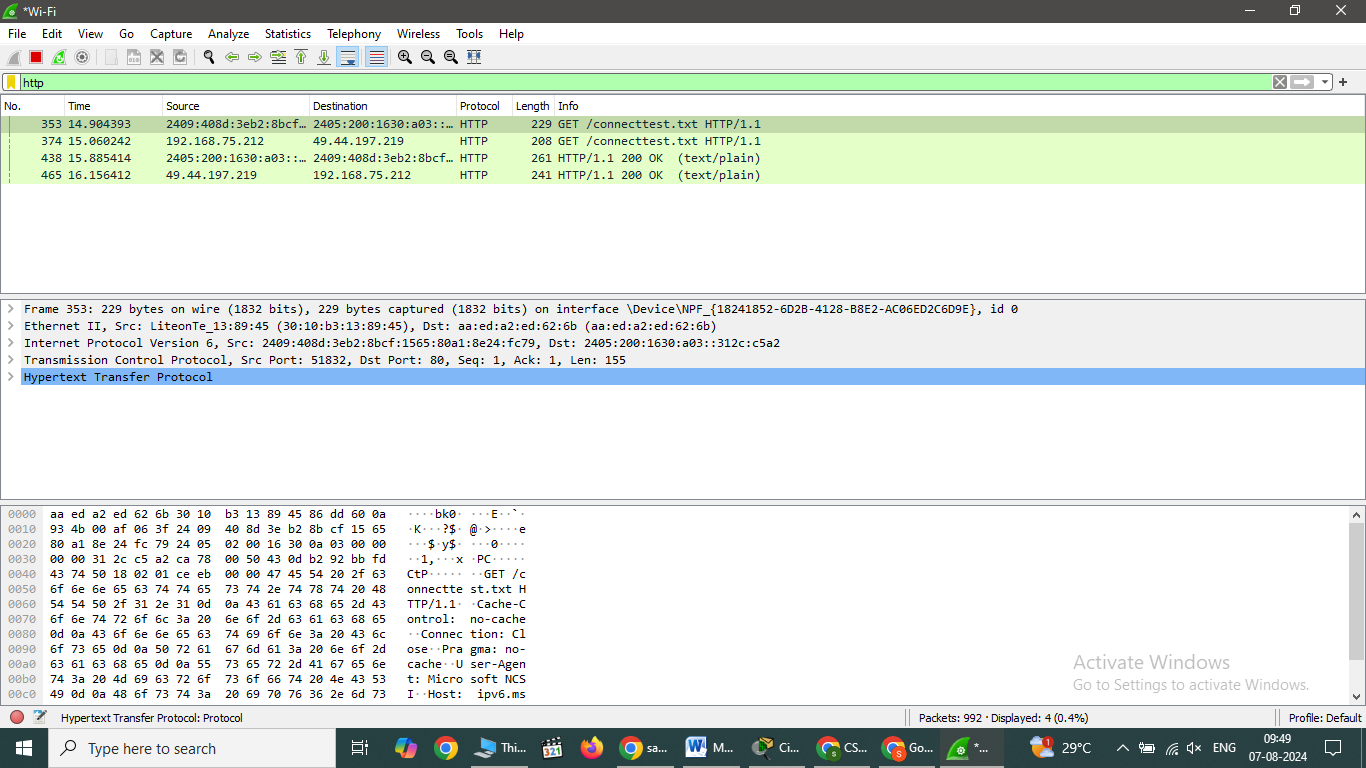 *Wi-Fi
File Edit View Go Capture Analyze Statistics Telephony Wireless Tools Help
http
No. Time Source Destination Protocol Length Info
353 14.904393 2409:408d:3eb2:8bcf… 2405:200:1630:a03::… HTTP 229 GET /connecttest.txt HTTP/1.1
374 15.060242 192.168.75.212 49.44.197.219 HTTP 208 GET /connecttest.txt HTTP/1.1
438 15.885414 2405:200:1630:a03::… 2409:408d:3eb2:8bcf… HTTP 261 HTTP/1.1 200 OK (text/plain)
465 16.156412 49.44.197.219 192.168.75.212 HTTP 241 HTTP/1.1 200 OK (text/plain)
Frame 353: 229 bytes on wire (1832 bits), 229 bytes captured (1832 bits) on interface \Device\NPF_{18241852-6D2B-4128-B8E2-AC06ED2C6D9E}, id 0
Ethernet II, Src: LiteonTe_13:89:45 (30:10:b3:13:89:45), Dst: aa:ed:a2:ed:62:6b (aa:ed:a2:ed:62:6b)
Internet Protocol Version 6, Src: 2409:408d:3eb2:8bcf:1565:80a1:8e24:fc79, Dst: 2405:200:1630:a03::312c:c5a2
Transmission Control Protocol, Src Port: 51832, Dst Port: 80, Seq: 1, Ack: 1, Len: 155
Hypertext Transfer Protocol
0000 aa ed a2 ed 62 6b 30 10 b3 13 89 45 86 dd 60 0a ····bk0· ···E··`·
0010 93 4b 00 af 06 3f 24 09 40 8d 3e b2 8b cf 15 65 ·K···?$· @·>····e
0020 80 a1 8e 24 fc 79 24 05 02 00 16 30 0a 03 00 00 ···$·y$· ···0····
0030 00 00 31 2c c5 a2 ca 78 00 50 43 0d b2 92 bb fd ··1,···x ·PC·····
0040 43 74 50 18 02 01 ce eb 00 00 47 45 54 20 2f 63 CtP····· ··GET /c
0050 6f 6e 6e 65 63 74 74 65 73 74 2e 74 78 74 20 48 onnectte st.txt H
0060 54 54 50 2f 31 2e 31 0d 0a 43 61 63 68 65 2d 43 TTP/1.1· ·Cache-C
0070 6f 6e 74 72 6f 6c 3a 20 6e 6f 2d 63 61 63 68 65 ontrol: no-cache
0080 0d 0a 43 6f 6e 6e 65 63 74 69 6f 6e 3a 20 43 6c ··Connec tion: Cl
0090 6f 73 65 0d 0a 50 72 61 67 6d 61 3a 20 6e 6f 2d ose··Pra gma: no-
00a0 63 61 63 68 65 0d 0a 55 73 65 72 2d 41 67 65 6e cache··U ser-Agen
00b0 74 3a 20 4d 69 63 72 6f 73 6f 66 74 20 4e 43 53 t: Micro soft NCS
00c0 49 0d 0a 48 6f 73 74 3a 20 69 70 76 36 2e 6d 73 I··Host: ipv6.ms
Activate Windows
Go to Settings to activate Windows.
Hypertext Transfer Protocol: Protocol Packets: 992 · Displayed: 4 (0.4%) Profile: Default
Type here to search Thi... 321 sa... M... Ci... CS... Go... *... 1 29°C ENG 09:49
07-08-2024